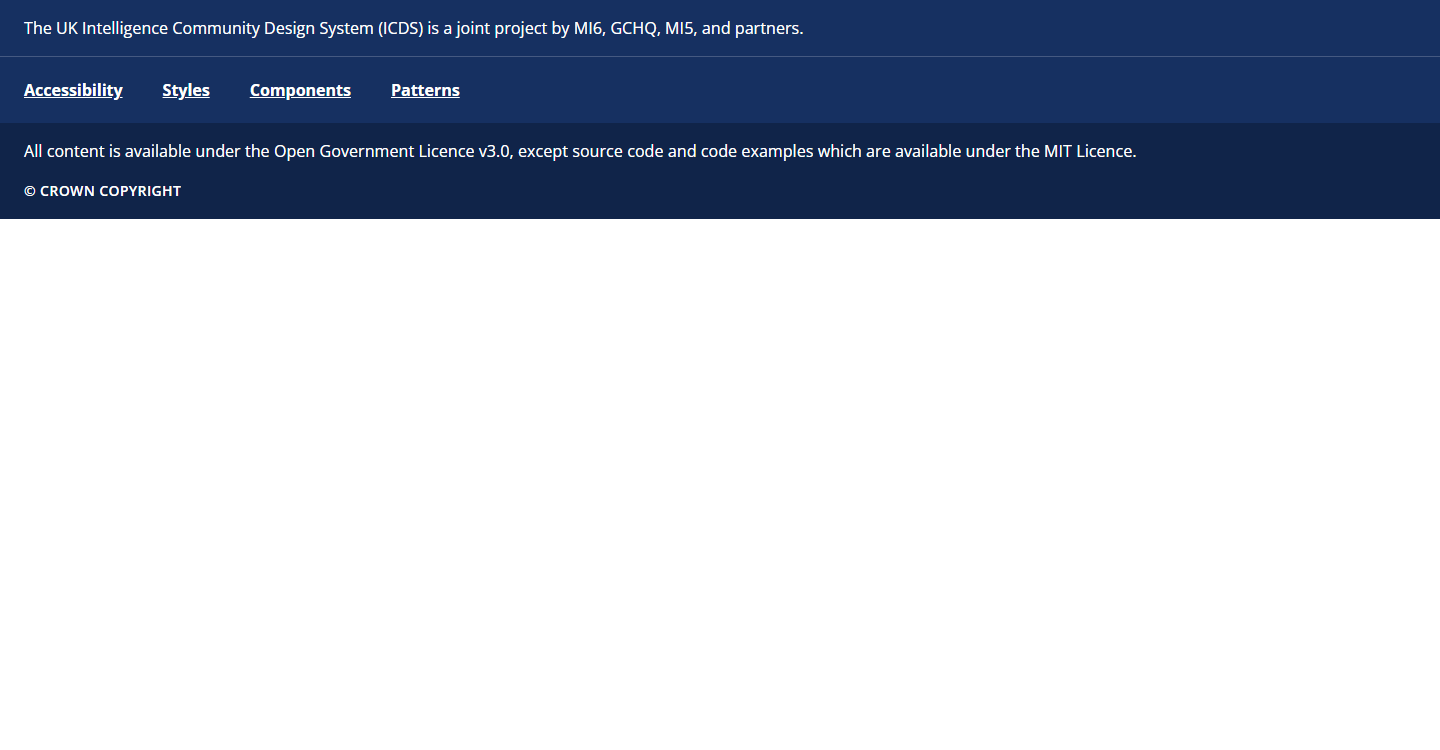 The UK Intelligence Community Design System (ICDS) is a joint project by MI6, GCHQ, MI5, and partners.
Accessibility Styles Components Patterns
All content is available under the Open Government Licence v3.0, except source code and code examples which are available under the MIT Licence.
© CROWN COPYRIGHT